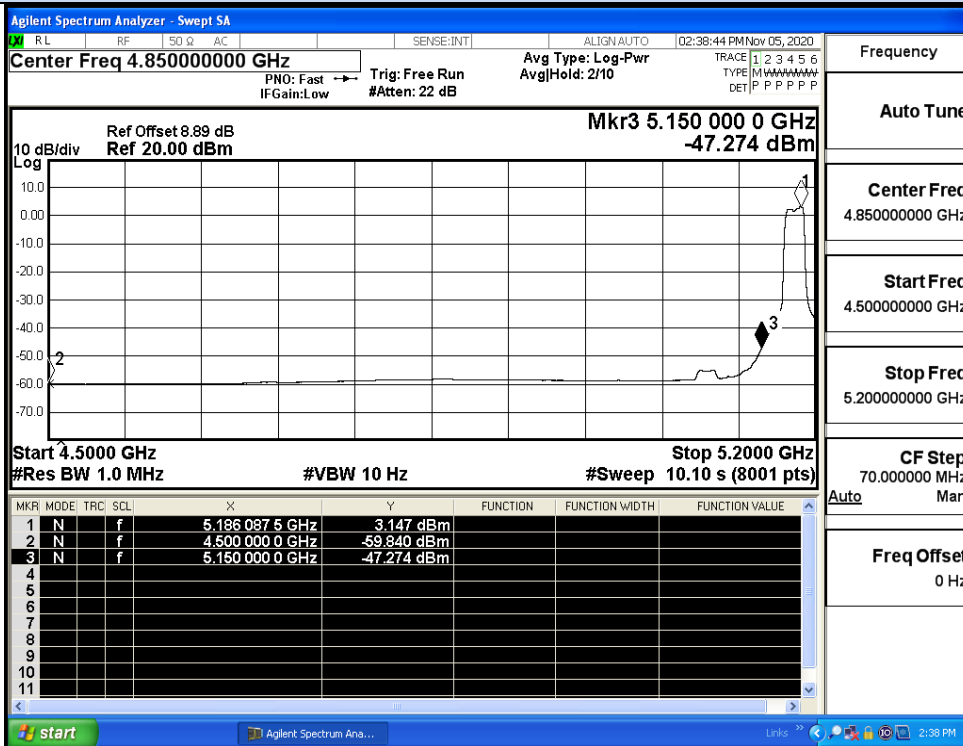 Agilent Spectrum Analyzer - Swept SA
LXI RL RF 50 Ω AC SENSE:INT ALIGN AUTO 02:38:44 PM Nov 05, 2020
Center Freq 4.850000000 GHz
PNO: Fast
IFGain:Low
Trig: Free Run
#Atten: 22 dB
Avg Type: Log-Pwr
Avg|Hold: 2/10
TRACE 1 2 3 4 5 6
TYPE M WWWWW
DET P P P P P P
Ref Offset 8.89 dB
Ref 20.00 dBm
10 dB/div
Log
Mkr3 5.150 000 0 GHz
-47.274 dBm
10.0
0.00
-10.0
-20.0
-30.0
-40.0
-50.0
-60.0
-70.0
1
2
3
Start 4.5000 GHz
Stop 5.2000 GHz
#Res BW 1.0 MHz
#VBW 10 Hz
#Sweep 10.10 s (8001 pts)
MKR MODE TRC SCL X Y FUNCTION FUNCTION WIDTH FUNCTION VALUE
1 N f 5.186 087 5 GHz 3.147 dBm
2 N f 4.500 000 0 GHz -59.840 dBm
3 N f 5.150 000 0 GHz -47.274 dBm
4
5
6
7
8
9
10
11
Frequency
Auto Tune
Center Freq
4.850000000 GHz
Start Freq
4.500000000 GHz
Stop Freq
5.200000000 GHz
CF Step
70.000000 MHz
Auto Man
Freq Offset
0 Hz
start
Agilent Spectrum Ana...
Links
2:38 PM